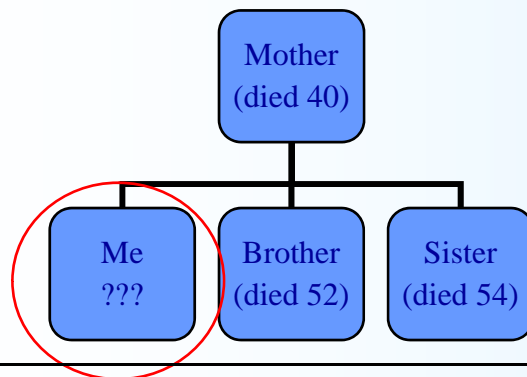 Mother
(died 40)
Me
???
Brother
(died 52)
Sister
(died 54)